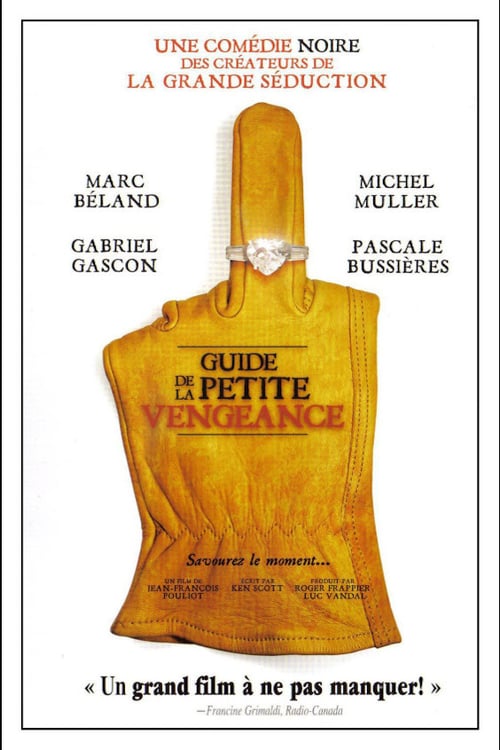 UNE COMÉDIE NOIRE
DES CRÉATEURS DE
LA GRANDE SÉDUCTION
MARC
BÉLAND
MICHEL
MULLER
GABRIEL
GASCON
PASCALE
BUSSIÈRES
GUIDE
DE LA PETITE
VENGEANCE
Savourez le moment...
UN FILM DE
JEAN-FRANÇOIS
POULIOT
ÉCRIT PAR
KEN SCOTT
PRODUIT PAR
ROGER FRAPPIER
LUC VANDAL
« Un grand film à ne pas manquer! »
—Francine Grimaldi, Radio-Canada